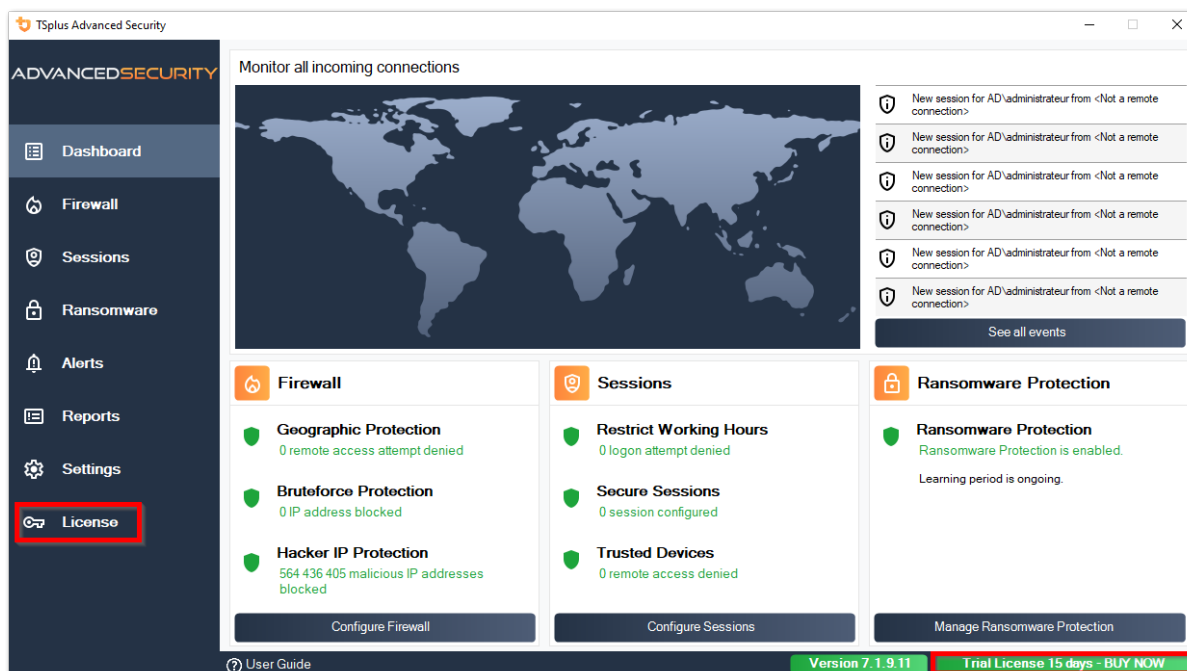 TSplus Advanced Security
ADVANCEDSECURITY
Dashboard
Firewall
Sessions
Ransomware
Alerts
Reports
Settings
License
Monitor all incoming connections
New session for AD\administrateur from <Not a remote
connection>
New session for AD\administrateur from <Not a remote
connection>
New session for AD\administrateur from <Not a remote
connection>
New session for AD\administrateur from <Not a remote
connection>
New session for AD\administrateur from <Not a remote
connection>
New session for AD\administrateur from <Not a remote
connection>
See all events
Firewall
Geographic Protection
0 remote access attempt denied
Bruteforce Protection
0 IP address blocked
Hacker IP Protection
564 436 405 malicious IP addresses
blocked
Configure Firewall
Sessions
Restrict Working Hours
0 logon attempt denied
Secure Sessions
0 session configured
Trusted Devices
0 remote access denied
Configure Sessions
Ransomware Protection
Ransomware Protection
Ransomware Protection is enabled.
Learning period is ongoing.
Manage Ransomware Protection
User Guide
Version 7.1.9.11
Trial License 15 days - BUY NOW